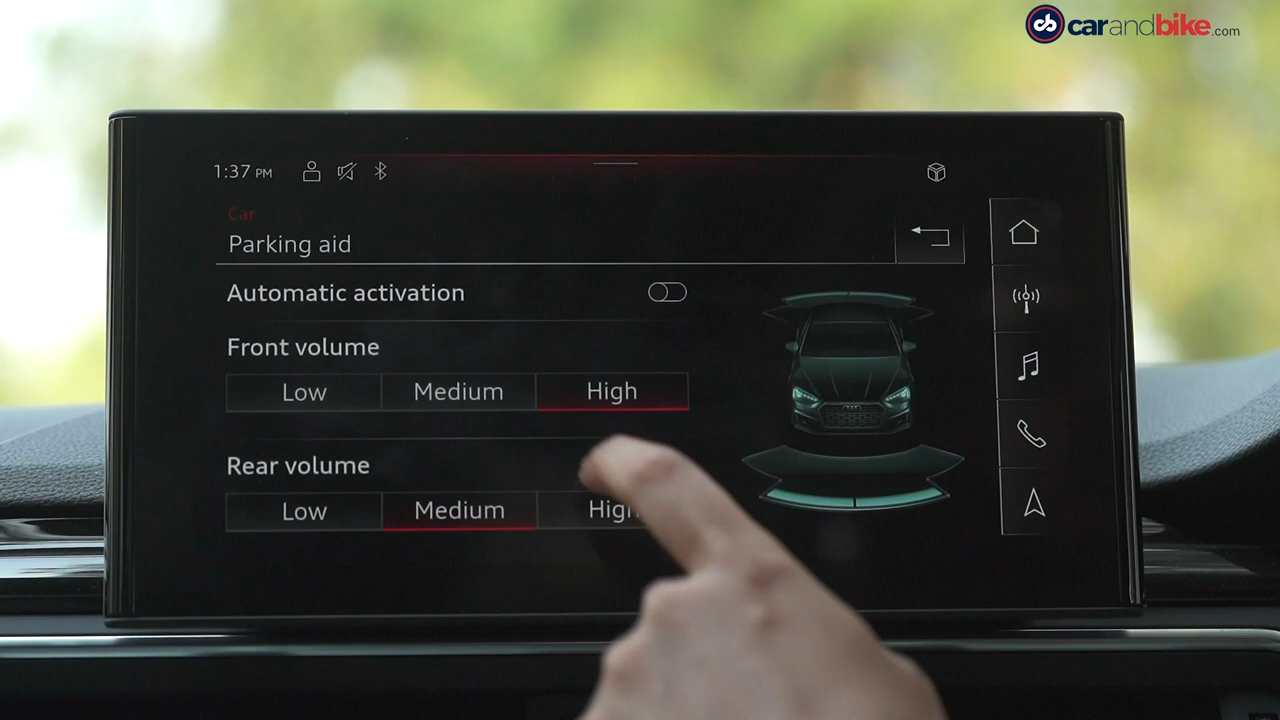 carandbike.com
1:37 PM
Car
Parking aid
Automatic activation
Front volume
Low Medium High
Rear volume
Low Medium High